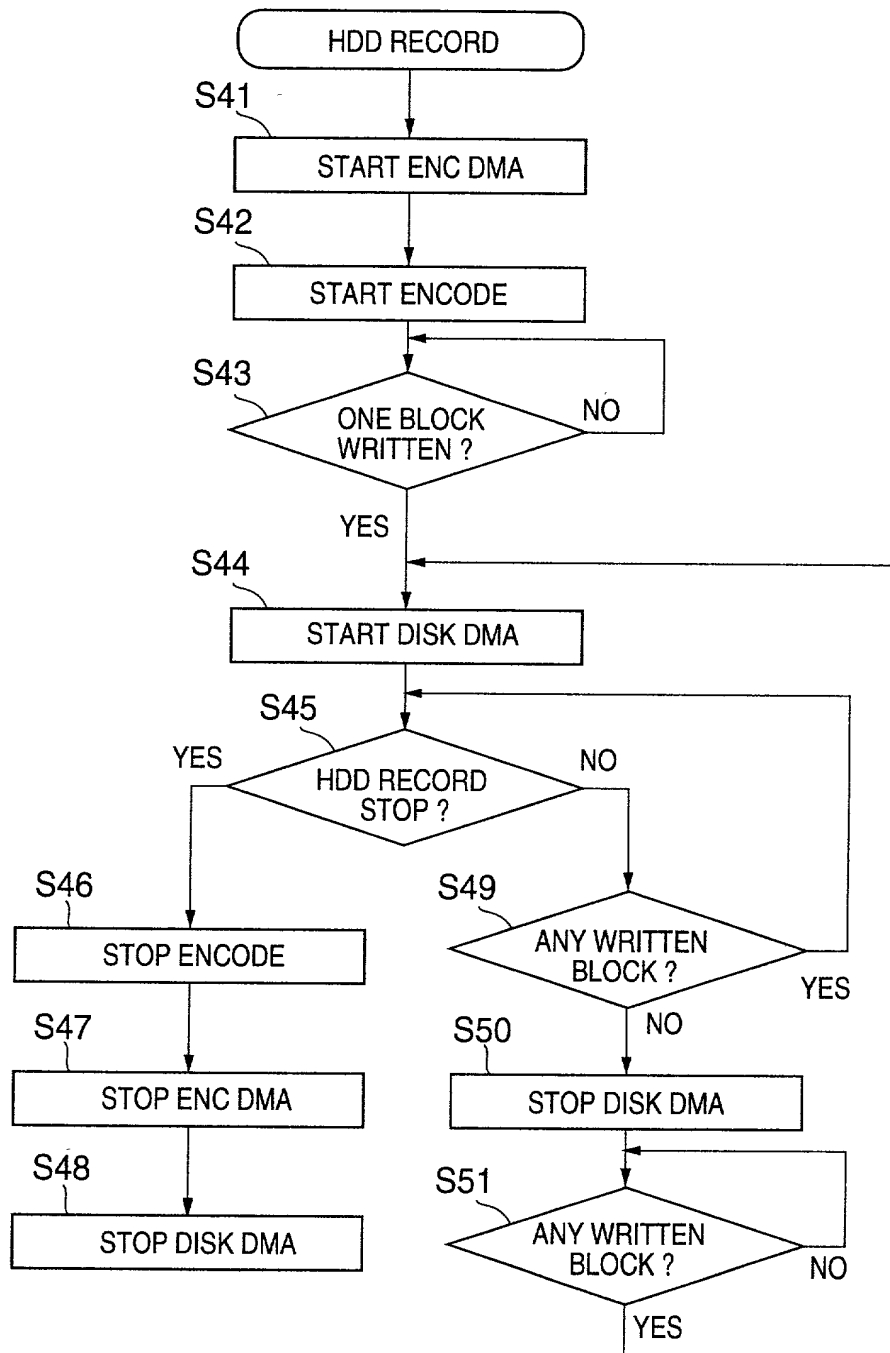 HDD RECORD
S41
START ENC DMA
S42
START ENCODE
S43
ONE BLOCK
WRITTEN ?
NO
YES
S44
START DISK DMA
S45
YES
HDD RECORD
STOP ?
NO
S46
STOP ENCODE
S49
ANY WRITTEN
BLOCK ?
YES
NO
S47
STOP ENC DMA
S50
STOP DISK DMA
S48
STOP DISK DMA
S51
ANY WRITTEN
BLOCK ?
NO
YES